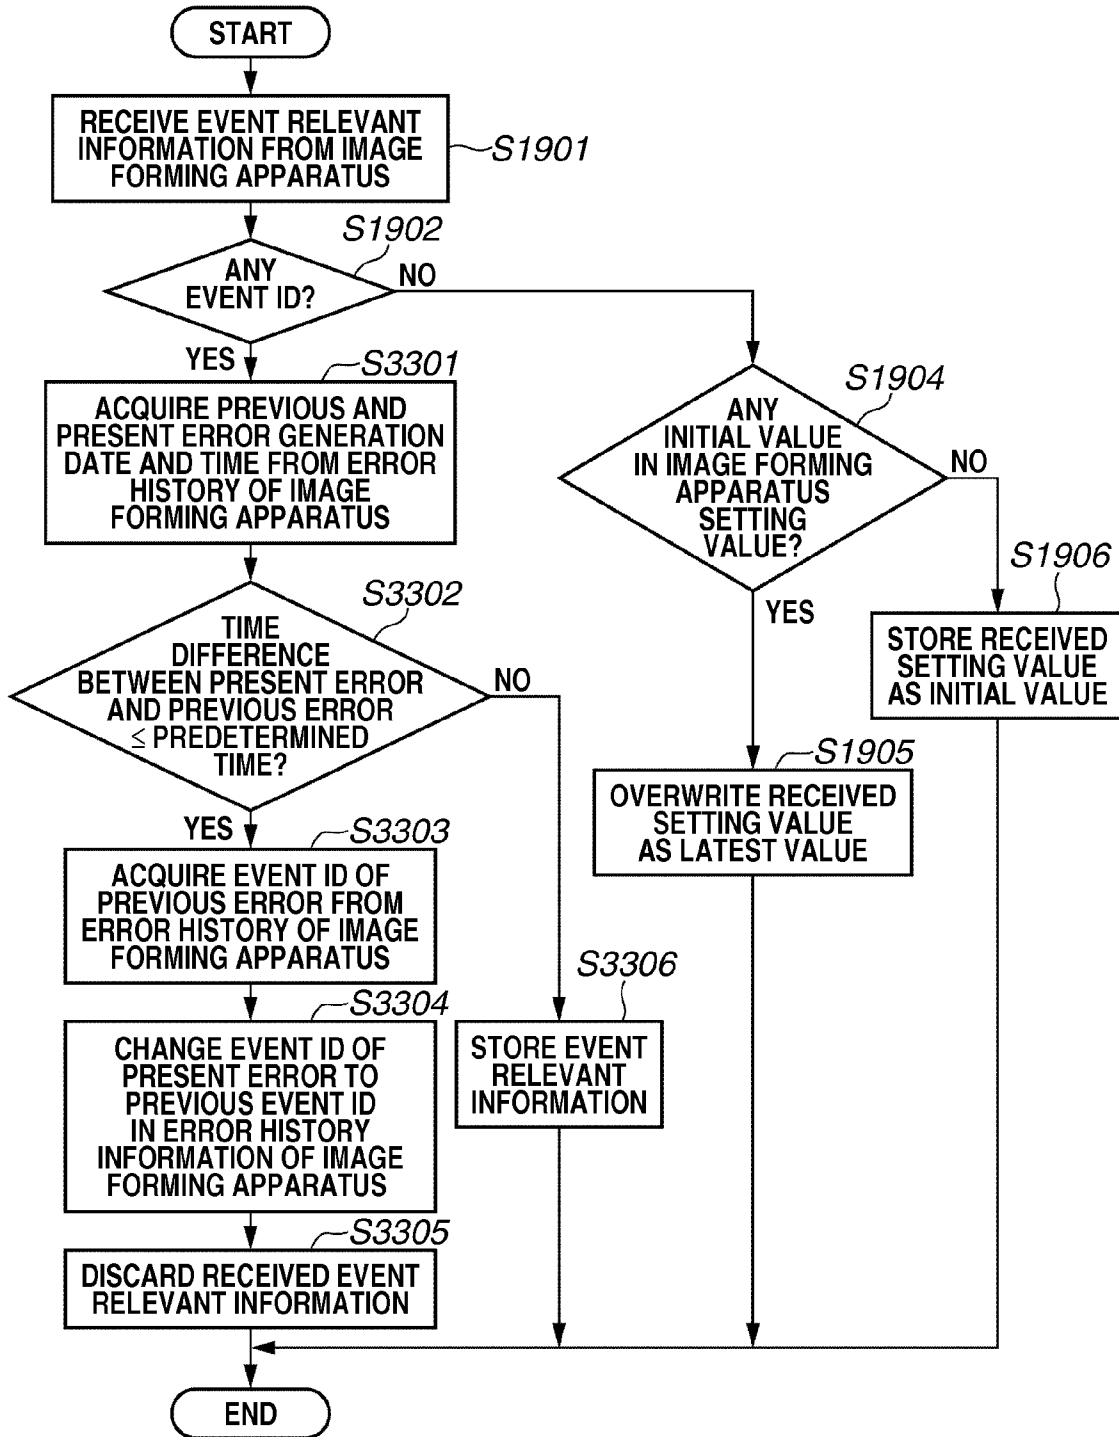 START
RECEIVE EVENT RELEVANT
INFORMATION FROM IMAGE
FORMING APPARATUS
S1901
S1902
ANY
EVENT ID?
NO
YES
S3301
ACQUIRE PREVIOUS AND
PRESENT ERROR GENERATION
DATE AND TIME FROM ERROR
HISTORY OF IMAGE
FORMING APPARATUS
S1904
ANY
INITIAL VALUE
IN IMAGE FORMING
APPARATUS
SETTING
VALUE?
NO
YES
S1906
STORE RECEIVED
SETTING VALUE
AS INITIAL VALUE
S3302
TIME
DIFFERENCE
BETWEEN PRESENT ERROR
AND PREVIOUS ERROR
≦ PREDETERMINED
TIME?
NO
YES
S1905
OVERWRITE RECEIVED
SETTING VALUE
AS LATEST VALUE
S3303
ACQUIRE EVENT ID OF
PREVIOUS ERROR FROM
ERROR HISTORY OF IMAGE
FORMING APPARATUS
S3304
CHANGE EVENT ID OF
PRESENT ERROR TO
PREVIOUS EVENT ID
IN ERROR HISTORY
INFORMATION OF IMAGE
FORMING APPARATUS
S3306
STORE EVENT
RELEVANT
INFORMATION
S3305
DISCARD RECEIVED EVENT
RELEVANT INFORMATION
END